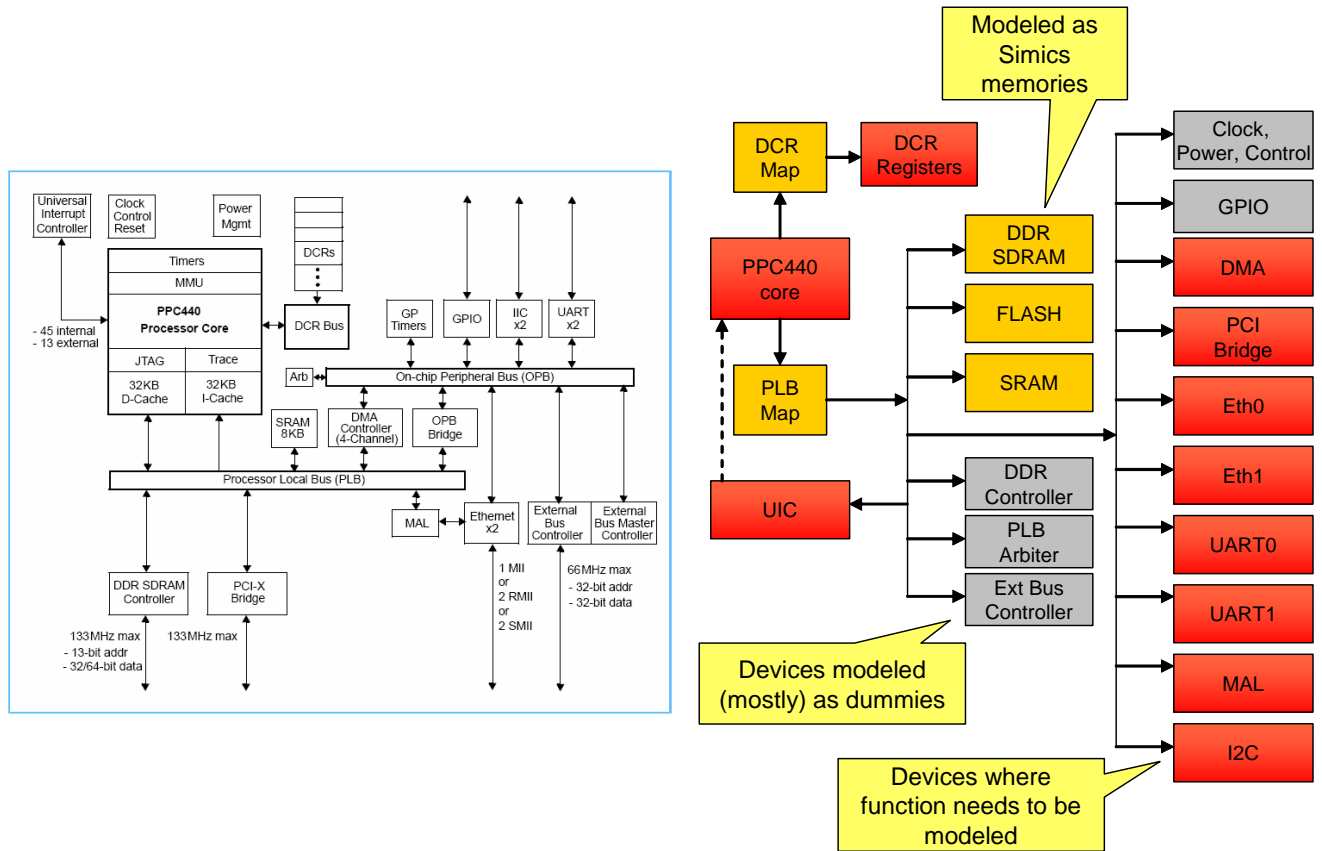 Universal
Interrupt
Controller
Clock
Control
Reset
Power
Mgmt
DCRs
Timers
MMU
PPC440
Processor Core
JTAG
Trace
32KB
D-Cache
32KB
I-Cache
- 45 internal
- 13 external
DCR Bus
GP
Timers
GPIO
IIC
x2
UART
x2
Arb
On-chip Peripheral Bus (OPB)
SRAM
8KB
DMA
Controller
(4-Channel)
OPB
Bridge
Processor Local Bus (PLB)
MAL
Ethernet
x2
External
Bus
Controller
External
Bus Master
Controller
DDR SDRAM
Controller
PCI-X
Bridge
133MHz max
- 13-bit addr
- 32/64-bit data
133MHz max
1 MII
or
2 RMII
or
2 SMII
66MHz max
- 32-bit addr
- 32-bit data
Modeled as
Simics
memories
DCR
Map
DCR
Registers
PPC440
core
PLB
Map
UIC
DDR
SDRAM
FLASH
SRAM
DDR
Controller
PLB
Arbiter
Ext Bus
Controller
Devices modeled
(mostly) as dummies
Clock,
Power, Control
GPIO
DMA
PCI
Bridge
Eth0
Eth1
UART0
UART1
MAL
I2C
Devices where
function needs to be
modeled